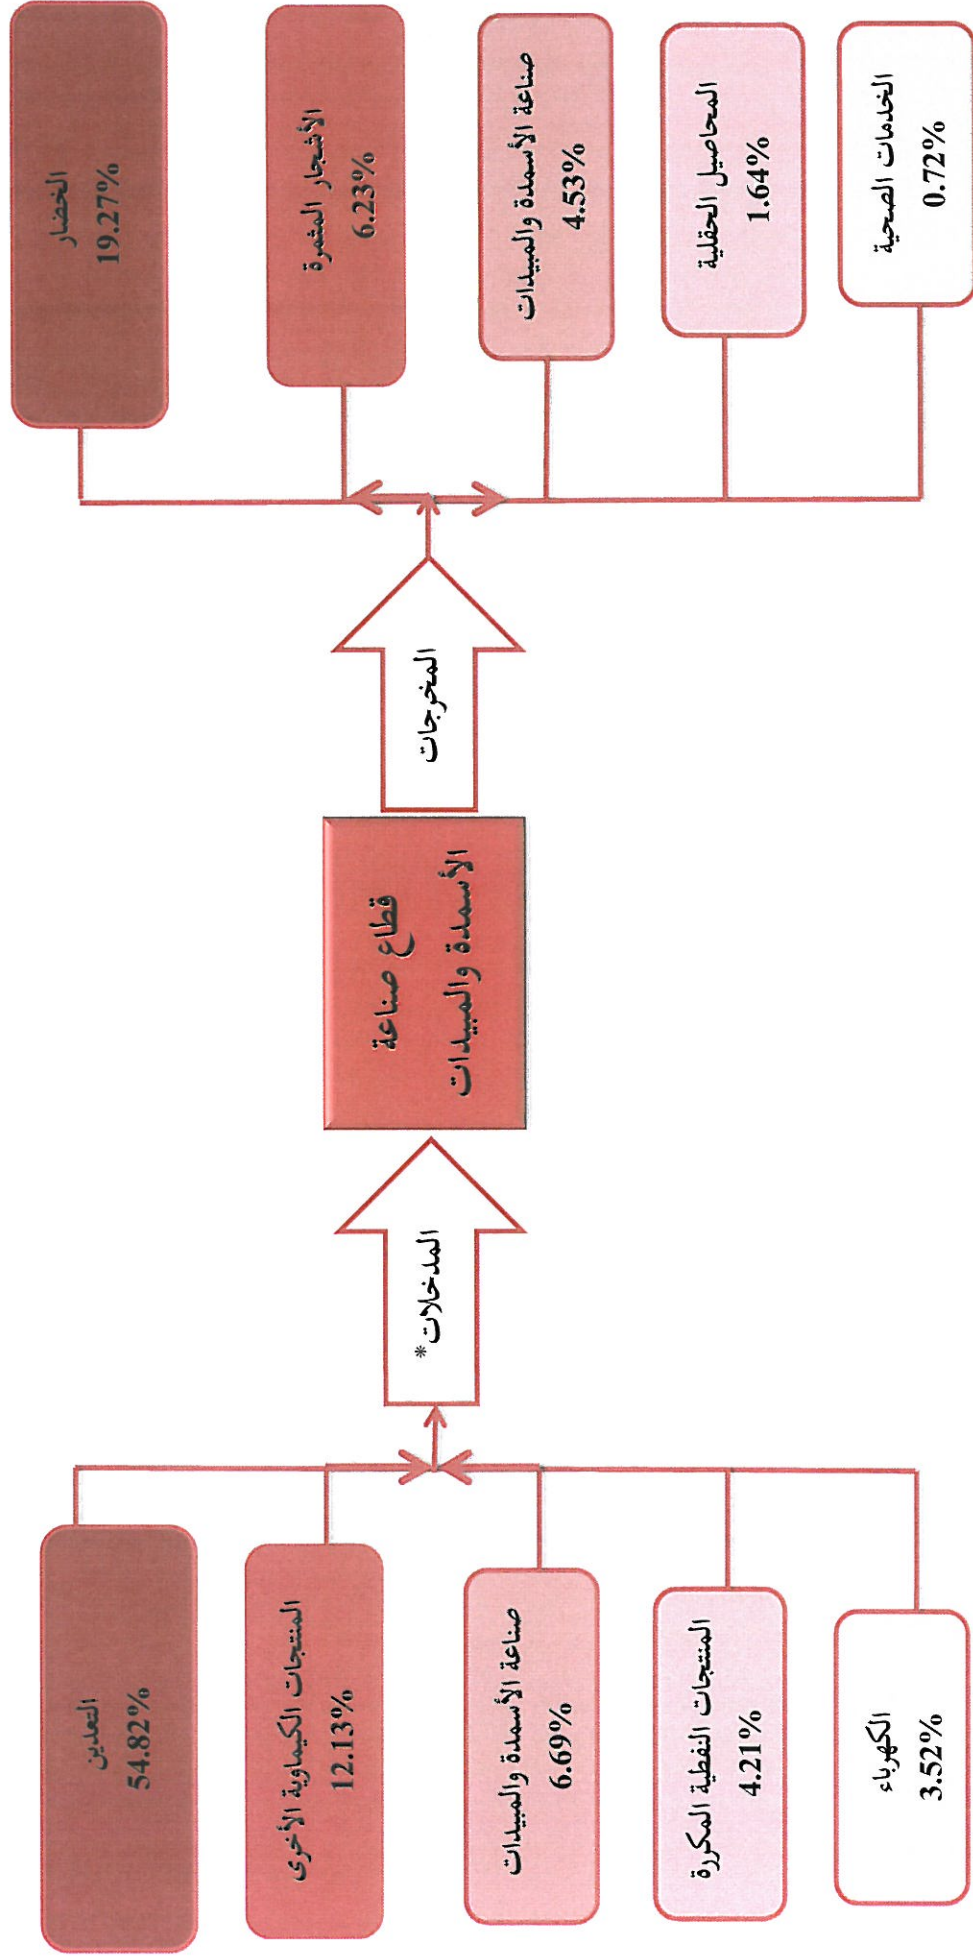 التعدين
54.82%
المنتجات الكيماوية الأخرى
12.13%
صناعة الأسمدة والمبيدات
6.69%
المنتجات النفطية المكررة
4.21%
الكهرباء
3.52%
المدخلات*
قطاع صناعة
الأسمدة والمبيدات
المخرجات
الخضار
19.27%
الأشجار المثمرة
6.23%
صناعة الأسمدة والمبيدات
4.53%
المحاصيل الحقلية
1.64%
الخدمات الصحية
0.72%